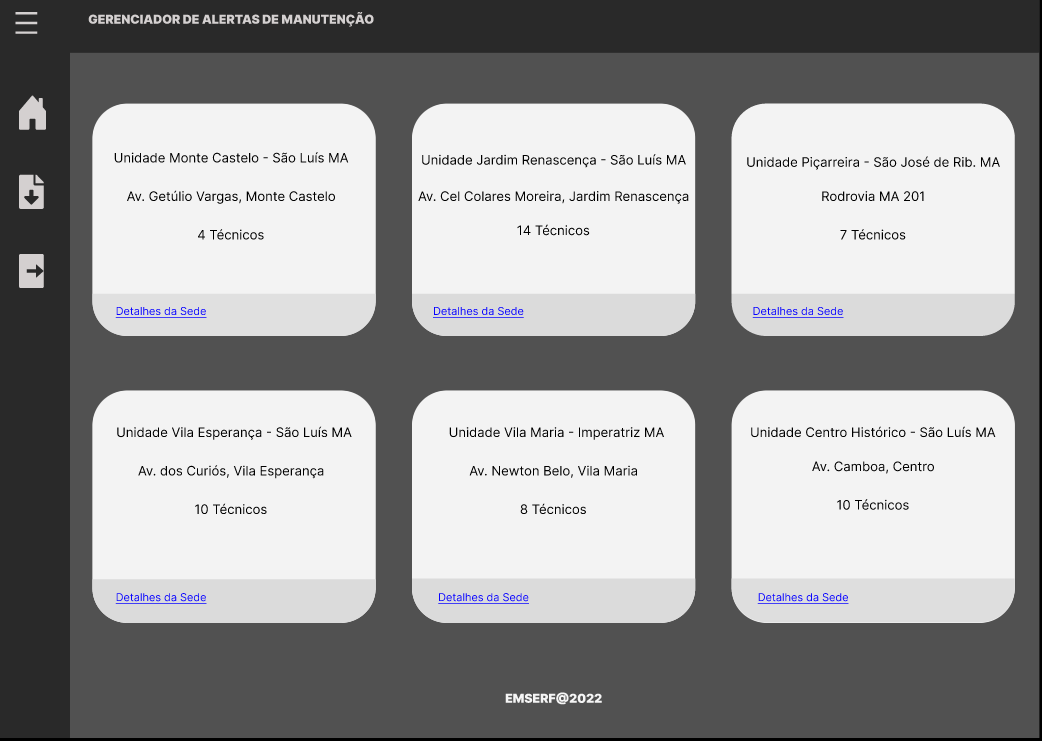 GERENCIADOR DE ALERTAS DE MANUTENÇÃO
Unidade Monte Castelo - São Luís MA
Av. Getúlio Vargas, Monte Castelo
4 Técnicos
Detalhes da Sede
Unidade Jardim Renascença - São Luís MA
Av. Cel Colares Moreira, Jardim Renascença
14 Técnicos
Detalhes da Sede
Unidade Piçarreira - São José de Rib. MA
Rodrovia MA 201
7 Técnicos
Detalhes da Sede
Unidade Vila Esperança - São Luís MA
Av. dos Curiós, Vila Esperança
10 Técnicos
Detalhes da Sede
Unidade Vila Maria - Imperatriz MA
Av. Newton Belo, Vila Maria
8 Técnicos
Detalhes da Sede
Unidade Centro Histórico - São Luís MA
Av. Camboa, Centro
10 Técnicos
Detalhes da Sede
EMSERF@2022